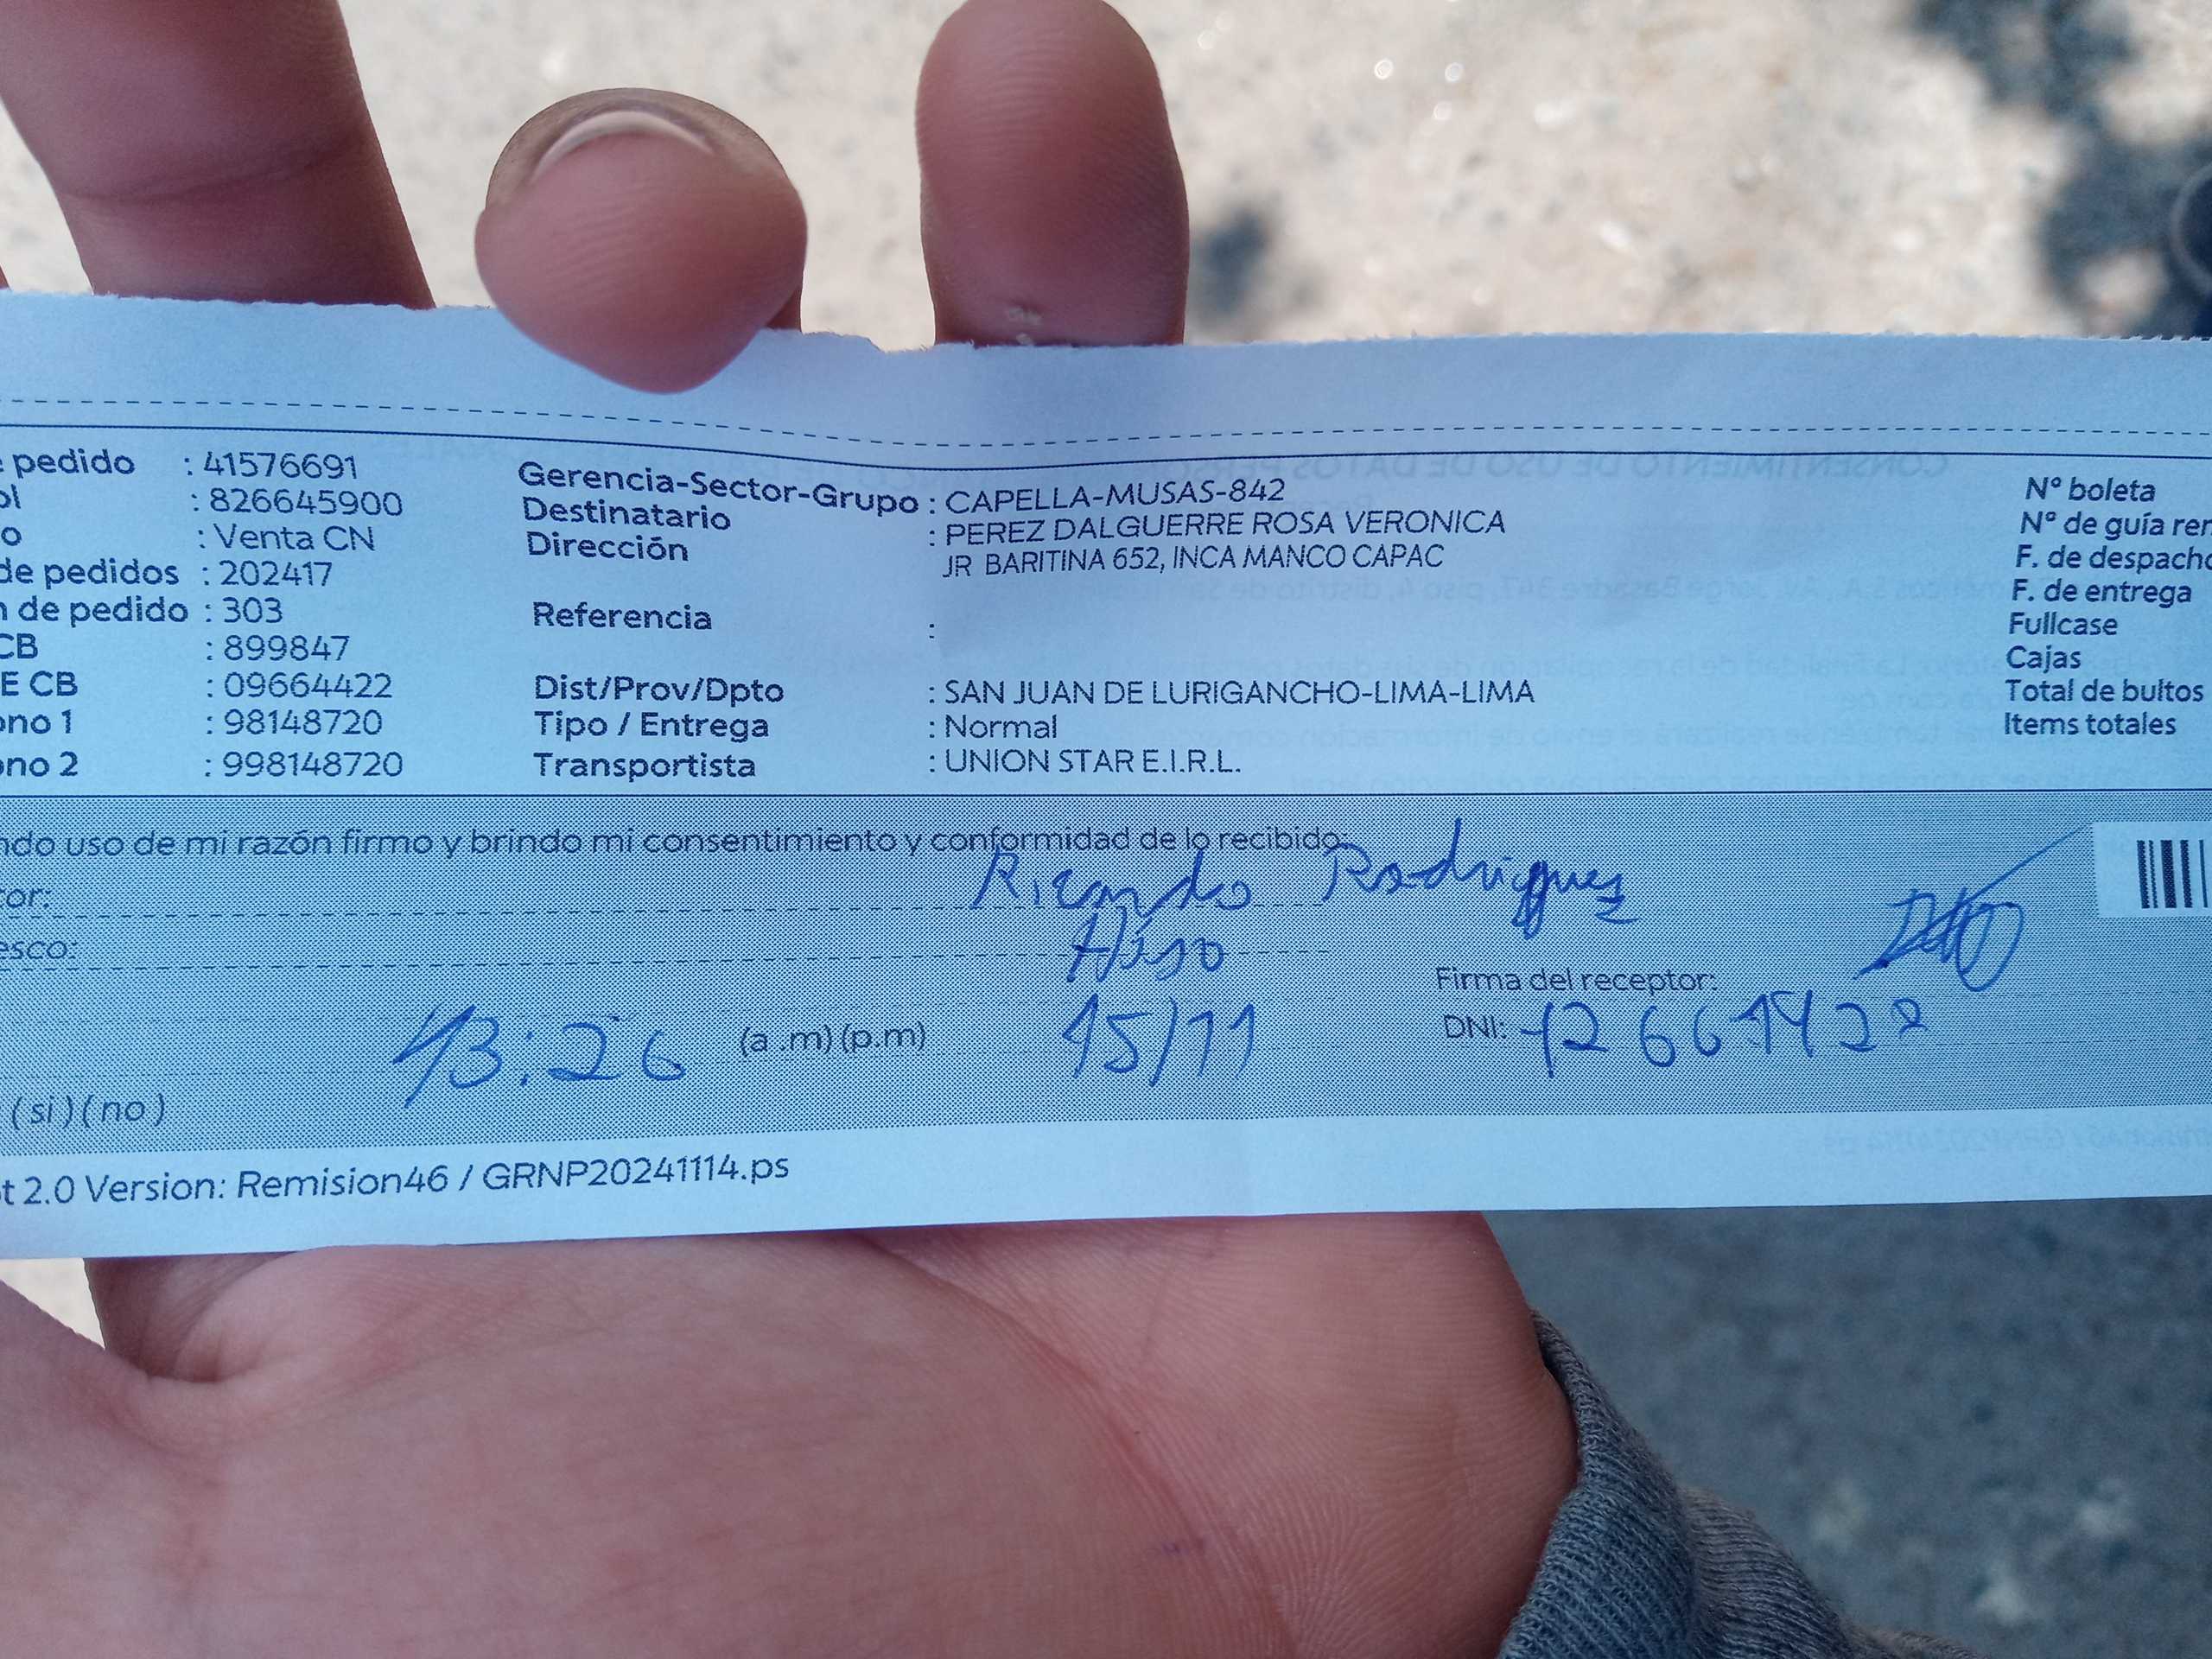 pedido : 41576691
ol : 826645900
o : Venta CN
de pedidos : 202417
n de pedido : 303
CB : 899847
E CB : 09664422
ono 1 : 98148720
ono 2 : 998148720
Gerencia-Sector-Grupo : CAPELLA-MUSAS-842
Destinatario : PEREZ DALGUERRE ROSA VERONICA
Dirección JR BARITINA 652, INCA MANCO CAPAC
Referencia :
Dist/Prov/Dpto : SAN JUAN DE LURIGANCHO-LIMA-LIMA
Tipo / Entrega : Normal
Transportista : UNION STAR E.I.R.L.
Nº boleta
Nº de guía rem
F. de despacho
F. de entrega
Fullcase
Cajas
Total de bultos
Items totales
ndo uso de mi razón firmo y brindo mi consentimiento y conformidad de lo recibido:
tor: Ricardo Rodriguez
esco: Hijo
Firma del receptor:
13:26 (a .m) (p.m) 15/11 DNI:
( si ) ( no )
t 2.0 Version: Remision46 / GRNP20241114.ps